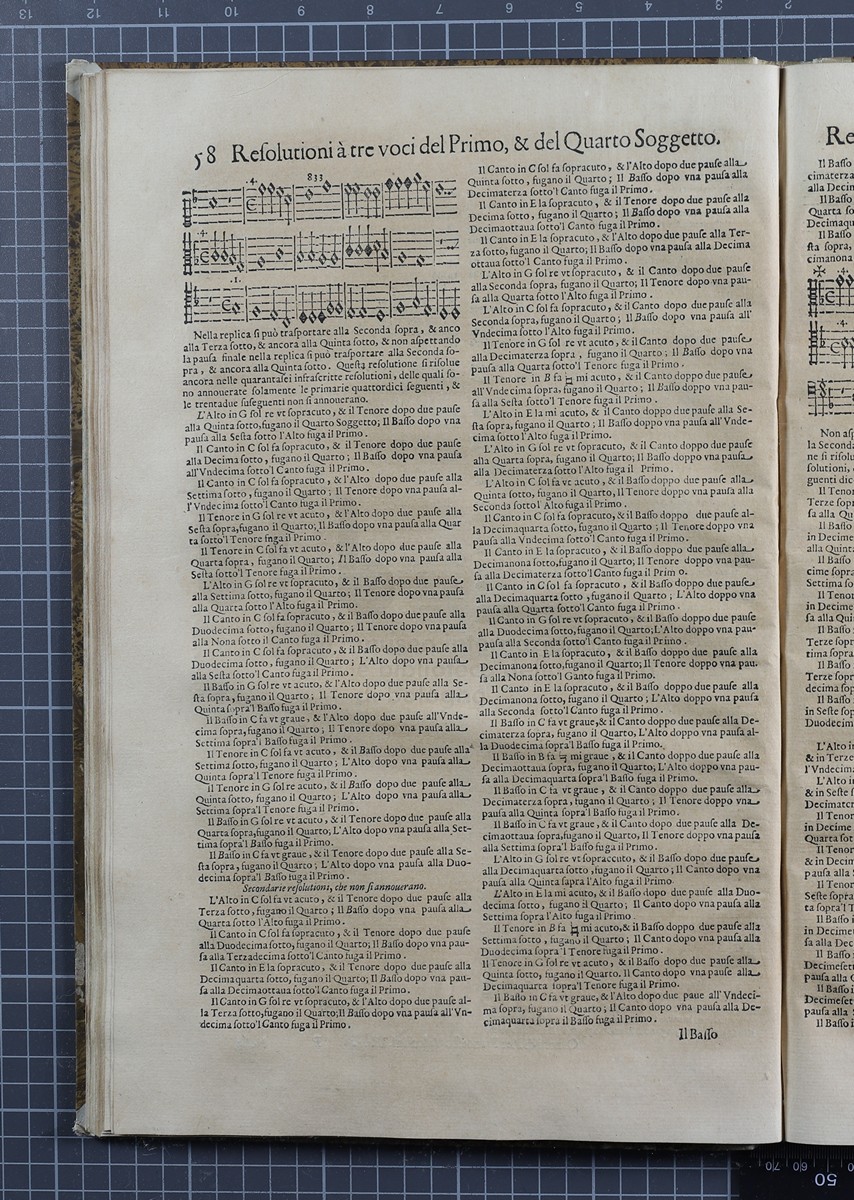 58 Resolutioni à tre voci del Primo, & del Quarto Soggetto.
.4. 833
.4.
.1.
Nella replica si può trasportare alla Seconda sopra, & anco
alla Terza sotto, & ancora alla Quinta sotto, & non aspettando
la pausa finale nella replica si può trasportare alla Seconda so-
pra, & ancora alla Quinta sotto. Questa resolutione si risolue
ancora nelle quarantasei infrascritte resolutioni, delle quali so-
no annouerate solamente le primarie quattordici seguenti, &
le trentadue susseguenti non si annouerano.
L'Alto in G sol re vt sopracuto, & il Tenore dopo due pause
alla Quinta sotto, fugano il Quarto Soggetto; Il Basso dopo vna
pausa alla Sesta sotto l'Alto fuga il Primo.
Il Canto in C sol fa sopracuto, & il Tenore dopo due pause
alla Decima sotto, fugano il Quarto; Il Basso dopo vna pausa
all'Vndecima sotto'l Canto fuga il Primo.
Il Canto in C sol fa sopracuto, & l'Alto dopo due pause alla
Settima sotto, fugano il Quarto; Il Tenore dopo vna pausa al-
l'Vndecima sotto'l Canto fuga il Primo.
Il Tenore in G sol re vt acuto, & l'Alto dopo due pause alla
Sesta sopra, fugano il Quarto; Il Basso dopo vna pausa alla Quar
ta sotto'l Tenore fuga il Primo.
Il Tenore in C sol fa vt acuto, & l'Alto dopo due pause alla
Quarta sopra, fugano il Quarto; Il Basso dopo vna pausa alla
Sesta sotto'l Tenore fuga il Primo.
L'Alto in G sol re vt sopracuto, & il Basso dopo due pause
alla Settima sotto, fugano il Quarto; Il Tenore dopo vna pausa
alla Quarta sotto l'Alto fuga il Primo.
Il Canto in C sol fa sopracuto, & il Basso dopo due pause alla
Duodecima sotto, fugano il Quarto; Il Tenore dopo vna pausa
alla Nona sotto il Canto fuga il Primo.
Il Canto in C sol fa sopracuto, & il Basso dopo due pause alla
Duodecima sotto, fugano il Quarto; L'Alto dopo vna pausa
alla Sesta sotto'l Canto fuga il Primo.
Il Basso in G sol re vt acuto, & l'Alto dopo due pause alla Se-
sta sopra, fugano il Quarto; Il Tenore dopo vna pausa alla
Quinta sopra'l Basso fuga il Primo.
Il Basso in C fa vt graue, & l'Alto dopo due pause all'Vnde-
cima sopra, fugano il Quarto; Il Tenore dopo vna pausa alla
Settima sopra'l Basso fuga il Primo.
Il Tenore in C sol fa vt acuto, & il Basso dopo due pause alla
Settima sotto, fugano il Quarto; L'Alto dopo vna pausa alla
Quinta sopra'l Tenore fuga il Primo.
Il Tenore in G sol re acuto, & il Basso dopo due pause alla
Quinta sotto, fugano il Quarto; L'Alto dopo vna pausa alla
Settima sopra'l Tenore fuga il Primo.
Il Basso in G sol re vt acuto, & il Tenore dopo due pause alla
Quarta sopra, fugano il Quarto, L'Alto dopo vna pausa alla Set-
tima sopra'l Basso fuga il Primo.
Il Basso in C fa vt graue, & il Tenore dopo due pause alla Se-
sta sopra, fugano il Quarto; L'Alto dopo vna pausa alla Duo-
decima sopra'l Basso fuga il Primo.
Secondarie resolutioni, che non si annouerano.
L'Alto in C sol fa vt acuto, & il Tenore dopo due pause alla
Terza sotto, fugano il Quarto; Il Basso dopo vna pausa alla
Quarta sotto l'Alto fuga il Primo.
Il Canto in C sol fa sopracuto, & il Tenore dopo due pause
alla Duodecima sotto, fugano il Quarto; Il Basso dopo vna pau-
sa alla Terzadecima sotto'l Canto fuga il Primo.
Il Canto in E la sopracuto, & il Tenore dopo due pause alla
Decimaquarta sotto, fugano il Quarto; Il Basso dopo vna pau-
sa alla Decimaottaua sotto'l Canto fuga il Primo.
Il Canto in G sol re vt sopracuto, & l'Alto dopo due pause al-
la Terza sotto, fugano il Quarto; Il Basso dopo vna pausa all'Vn-
decima sotto'l Canto fuga il Primo.
Il Canto in C sol fa sopracuto, & l'Alto dopo due pause alla
Quinta sotto, fugano il Quarto; Il Basso dopo vna pausa alla
Decimaterza sotto'l Canto fuga il Primo.
Il Canto in E la sopracuto, & il Tenore dopo due pause alla
Decima sotto, fugano il Quarto; Il Basso dopo vna pausa alla
Decimaottaua sotto'l Canto fuga il Primo.
Il Canto in E la sopracuto, & l'Alto dopo due pause alla Ter-
za sotto, fugano il Quarto; Il Basso dopo vna pausa alla Decima
ottaua sotto'l Canto fuga il Primo.
L'Alto in G sol re vt sopracuto, & il Canto dopo due pause
alla Seconda sopra, fugano il Quarto; Il Tenore dopo vna pau-
sa alla Quarta sotto l'Alto fuga il Primo.
L'Alto in C sol fa vt sopracuto, & il Canto dopo due pause alla
Seconda sopra, fugano il Quarto; Il Basso dopo vna pausa all'
Vndecima sotto l'Alto fuga il Primo.
Il Tenore in G sol re vt acuto, & il Canto dopo due pause
alla Decimaterza sopra, fugano il Quarto; Il Basso dopo vna
pausa alla Quarta sotto'l Tenore fuga il Primo.
Il Tenore in B fa ♮ mi acuto, & il Canto doppo due pause
all'Vndecima sopra, fugano il Quarto; Il Basso doppo vna pau-
sa alla Sesta sotto'l Tenore fuga il Primo.
L'Alto in E la mi acuto, & il Canto doppo due pause alla Se-
sta sopra, fugano il Quarto; Il Basso doppo vna pausa all'Vnde-
cima sotto l'Alto fuga il Primo.
L'Alto in G sol re vt sopracuto, & il Canto doppo due pause
alla Quarta sopra, fugano il Quarto; Il Basso doppo vna pausa
alla Decimaterza sotto l'Alto fuga il Primo.
L'Alto in C sol fa vt acuto, & il Basso doppo due pause alla
Quinta sotto, fugano il Quarto, Il Tenore doppo vna pausa alla
Seconda sotto l'Alto fuga il Primo.
Il Canto in C sol fa sopracuto, & il Basso doppo due pause al-
la Decimaquarta sotto, fugano il Quarto; Il Tenore doppo vna
pausa alla Vndecima sotto'l Canto fuga il Primo.
Il Canto in E la sopracuto, & il Basso doppo due pause alla
Decimanona sotto, fugano il Quarto; Il Tenore doppo vna pau-
sa alla Decimaterza sotto'l Canto fuga il Primo.
Il Canto in C sol fa sopracuto, & il Basso doppo due pause
alla Decimaquarta sotto, fugano il Quarto; L'Alto doppo vna
pausa alla Quarta sotto'l Canto fuga il Primo.
Il Canto in G sol re vt sopracuto, & il Basso doppo due pause
alla Duodecima sotto, fugano il Quarto; L'Alto doppo vna pau-
pausa alla Seconda sotto'l Canto fuga il Primo.
Il Canto in E la sopracuto, & il Basso doppo due pause alla
Decimanona sotto, fugano il Quarto; Il Tenore doppo vna pau-
sa alla Nona sotto'l Canto fuga il Primo.
Il Canto in E la sopracuto, & il Basso doppo due pause alla
Decimanona sotto, fugano il Quarto; L'Alto doppo vna pausa
alla Seconda sotto'l Canto fuga il Primo.
Il Basso in C fa vt graue, & il Canto doppo due pause alla De-
cimaterza sopra, fugano il Quarto, L'Alto doppo vna pausa al-
la Duodecima sopra'l Basso fuga il Primo.
Il Basso in B fa ♮ mi graue, & il Canto doppo due pause alla
Decimaottaua sopra, fugano il Quarto; L'Alto doppo vna pau-
sa alla Decimaquarta sopra'l Basso fuga il Primo.
Il Basso in C fa vt graue, & il Canto doppo due pause alla
Decimaterza sopra, fugano il Quarto; Il Tenore doppo vna
pausa alla Quinta sopra'l Basso fuga il Primo.
Il Basso in C fa vt graue, & il Canto doppo due pause alla De-
cimaottaua sopra, fugano il Quarto, Il Tenore doppo vna pausa
alla Settima sopra'l Basso fuga il Primo.
L'Alto in G sol re vt sopraccuto, & il Basso dopo due pause
alla Decimaquarta sotto, fugano il Quarto; Il Canto dopo vna
pausa alla Quinta sapra l'Alto fuga il Primo
L'Alto in E la mi acuto, & il Basso dopo due pause alla Duo-
decima sotto, fugano il Quarto; Il Canto dopo vna pausa alla
Settima sopra l'Alto fuga il Primo
Il Tenore in B fa ♮ mi acuto, & il Basso dopo due pause alla
Settima sotto, fugano il Quarto; Il Canto dopo vna pausa alla
Duodecima sopra'l Tenore fuga il Primo.
Il Tenore in G sol re vt acuto, & il Basso dopo due pause alla
Quinta sotto, fugano il Quarto. Il Canto dopo vna pausa alla
Decimaquarta sopra'l Tenore fuga il Primo.
Il Basso in C fa vt graue, & l'Alto dopo due paue all'Vndeci-
ma sopra, fugano il Quarto; Il Canto dopo vna pausa alla De-
cimaquarta sopra il Basso fuga il Primo.
Il Basso